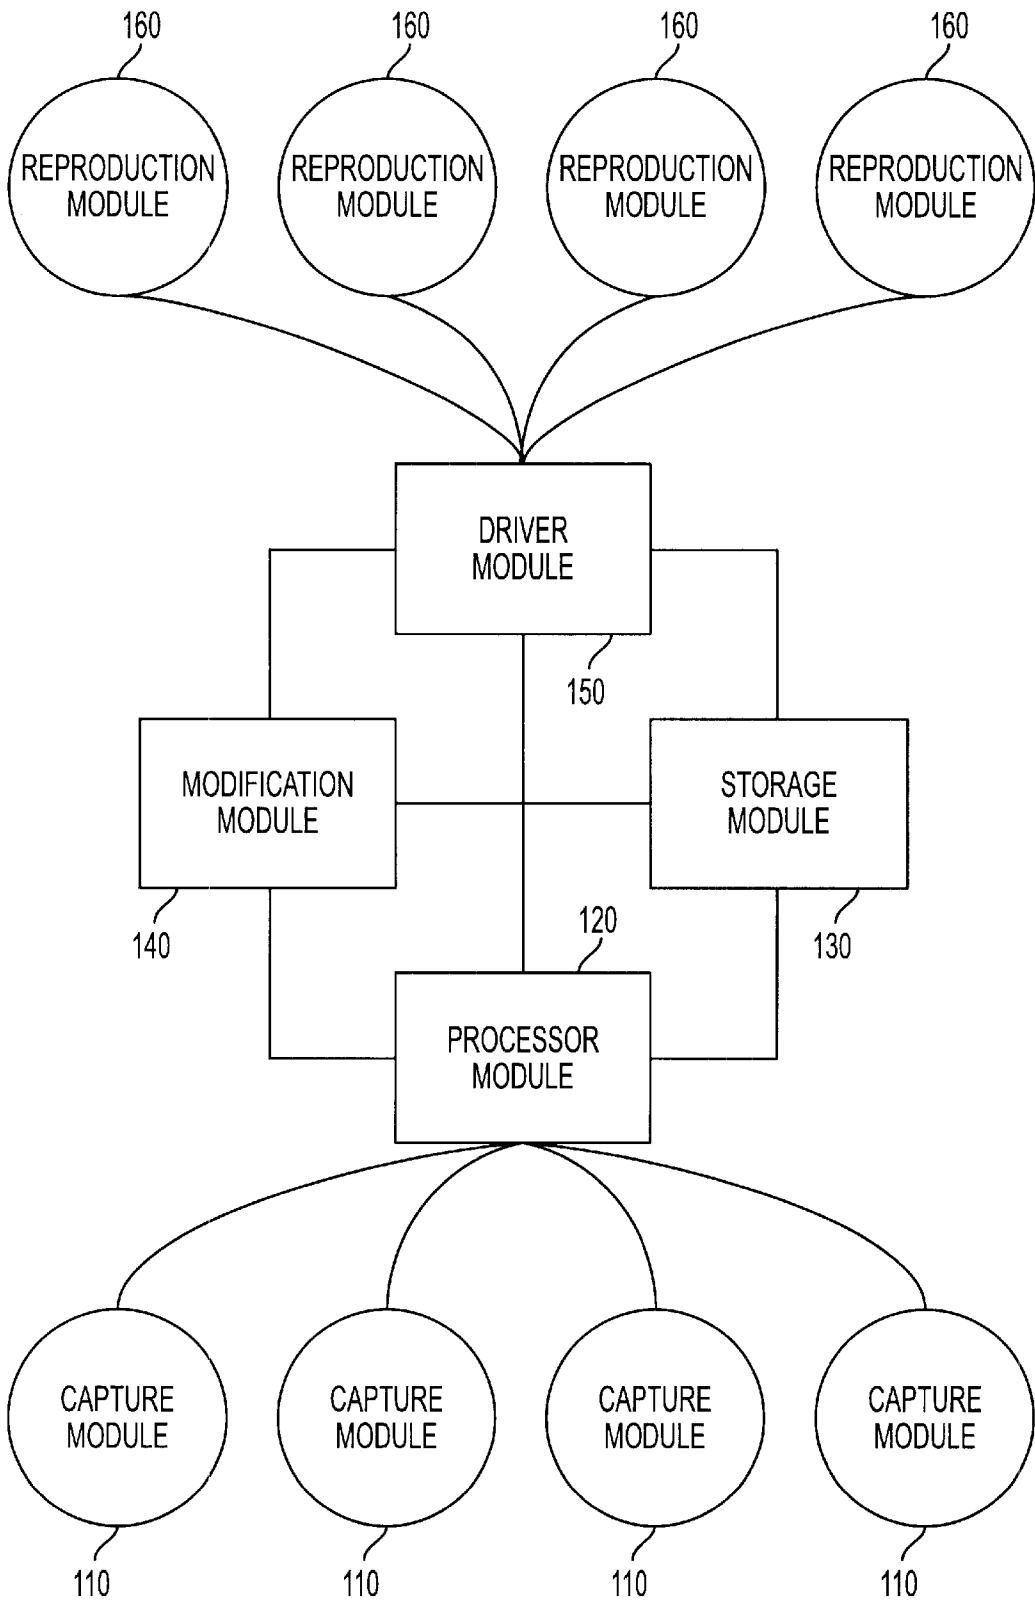 160 160 160 160
REPRODUCTION REPRODUCTION REPRODUCTION REPRODUCTION
MODULE MODULE MODULE MODULE
DRIVER
MODULE
150
MODIFICATION
MODULE
140
STORAGE
MODULE
130
120
PROCESSOR
MODULE
CAPTURE CAPTURE CAPTURE CAPTURE
MODULE MODULE MODULE MODULE
110 110 110 110